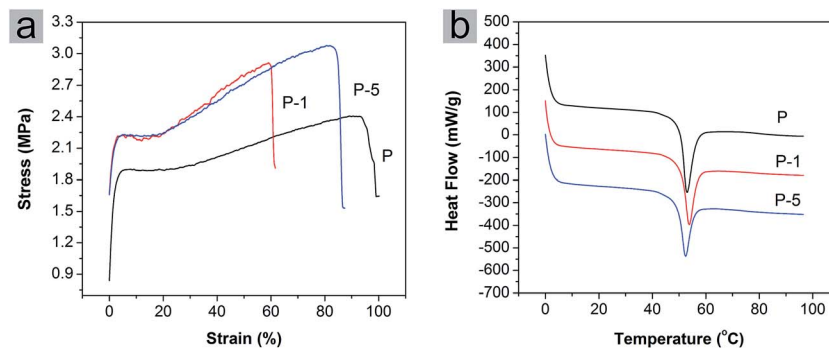 a
3.3
3.0
2.7
2.4
2.1
1.8
1.5
1.2
0.9
Stress (MPa)
P-1
P-5
P
0
20
40
60
80
100
Strain (%)
b
500
400
300
200
100
0
-100
-200
-300
-400
-500
-600
-700
Heat Flow (mW/g)
P
P-1
P-5
0
20
40
60
80
100
Temperature (°C)